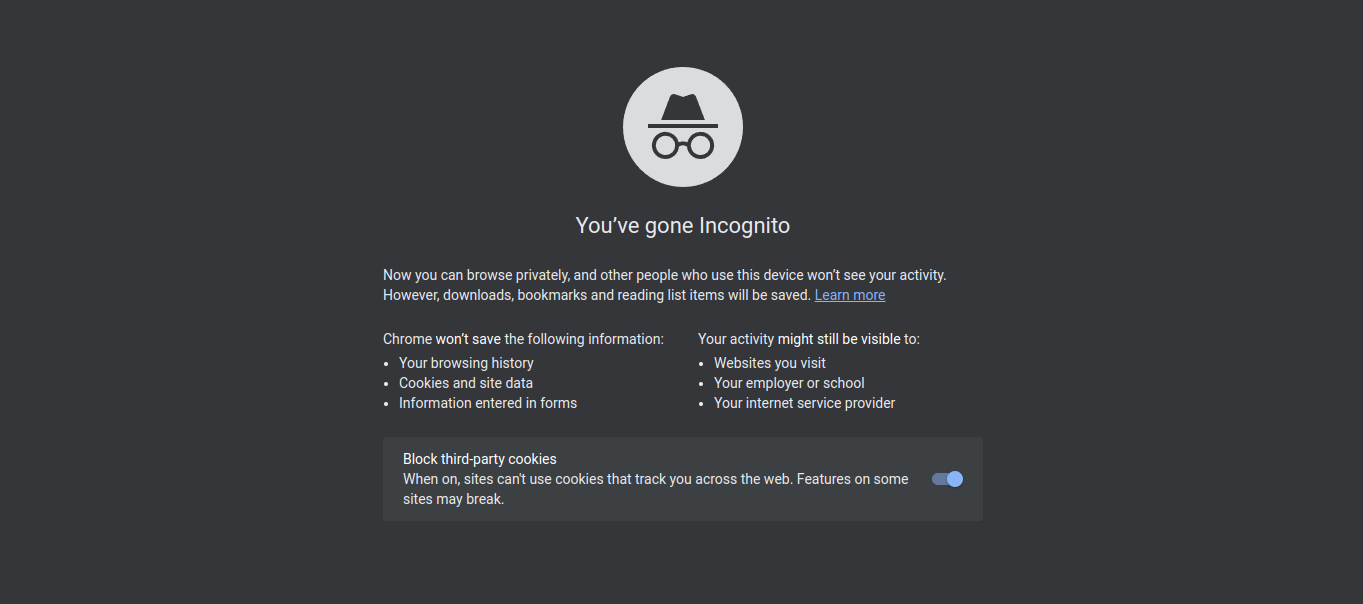 You’ve gone Incognito
Now you can browse privately, and other people who use this device won’t see your activity.
However, downloads, bookmarks and reading list items will be saved. Learn more
Chrome won’t save the following information:
Your browsing history
Cookies and site data
Information entered in forms
Your activity might still be visible to:
Websites you visit
Your employer or school
Your internet service provider
Block third-party cookies
When on, sites can't use cookies that track you across the web. Features on some
sites may break.